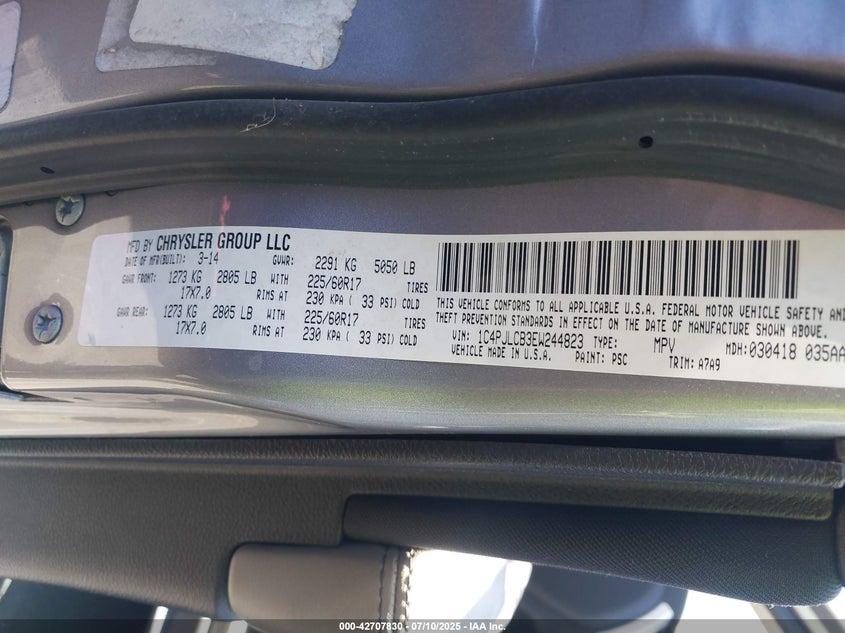 MFD BY CHRYSLER GROUP LLC
DATE OF MFR(BUILT): 3-14 GVWR: 2291 KG 5050 LB
GAWR FRONT: 1273 KG 2805 LB WITH 225/60R17 TIRES
17X7.0 RIMS AT 230 KPA ( 33 PSI) COLD
GAWR REAR: 1273 KG 2805 LB WITH 225/60R17 TIRES
17X7.0 RIMS AT 230 KPA ( 33 PSI) COLD
THIS VEHICLE CONFORMS TO ALL APPLICABLE U.S.A. FEDERAL MOTOR VEHICLE SAFETY AND
THEFT PREVENTION STANDARDS IN EFFECT ON THE DATE OF MANUFACTURE SHOWN ABOVE.
VIN: 1C4PJLCB3EW244823 TYPE: MPV MDH:030418 035AA
VEHICLE MADE IN U.S.A. PAINT: PSC TRIM: A7A9
000-42707830 - 07/10/2025 - IAA Inc.